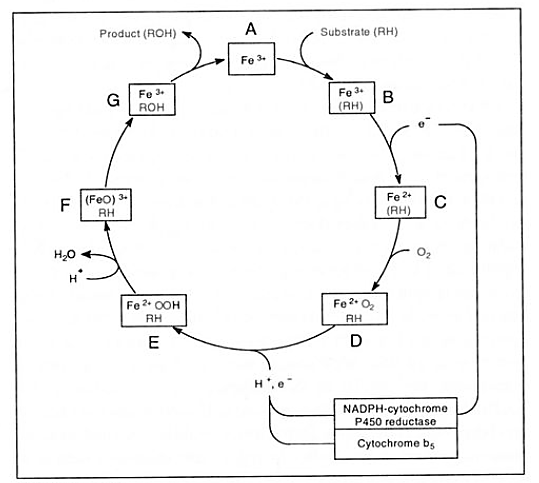 A
Product (ROH)
Fe ³⁺
Substrate (RH)
G
Fe ³⁺
ROH
Fe ³⁺
(RH)
B
e⁻
F
(FeO) ³⁺
RH
Fe ²⁺
(RH)
C
H₂O
H⁺
O₂
Fe ²⁺ OOH
RH
E
Fe ²⁺ O₂
RH
D
H⁺, e⁻
NADPH-cytochrome
P450 reductase
Cytochrome b₅